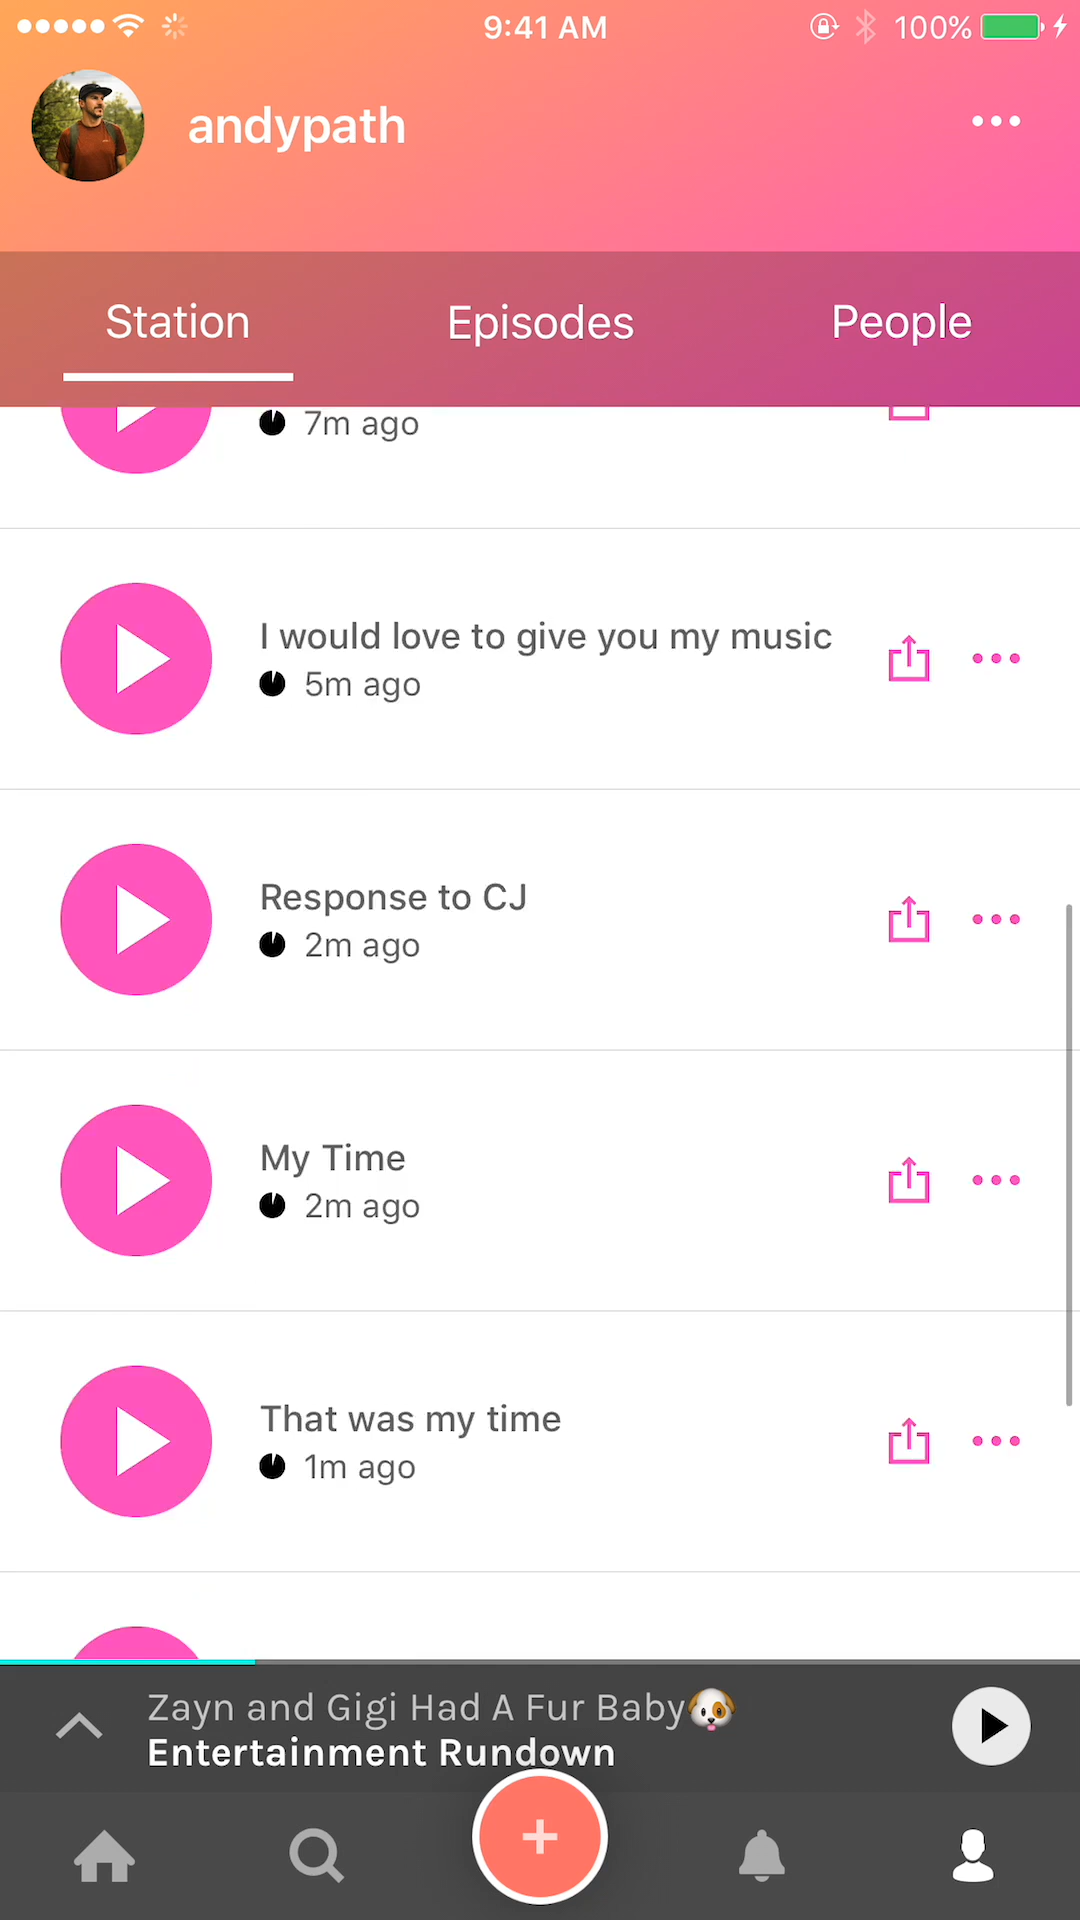 9:41 AM
100%
andypath
Station Episodes People
7m ago
I would love to give you my music
5m ago
Response to CJ
2m ago
My Time
2m ago
That was my time
1m ago
Zayn and Gigi Had A Fur Baby🐶
Entertainment Rundown